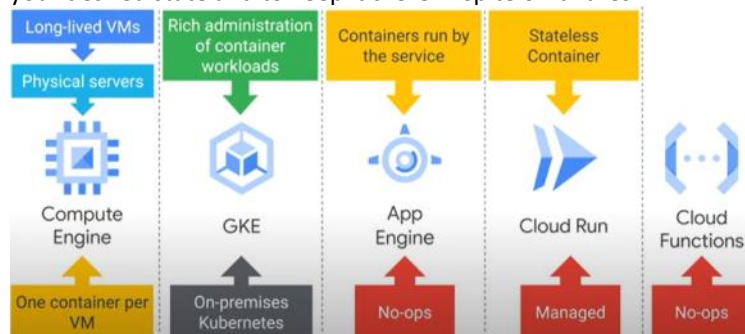 Long-lived VMs
Physical servers
Compute
Engine
One container per
VM
Rich administration
of container
workloads
GKE
On-premises
Kubernetes
Containers run by
the service
App
Engine
No-ops
Stateless
Container
Cloud Run
Managed
Cloud
Functions
No-ops